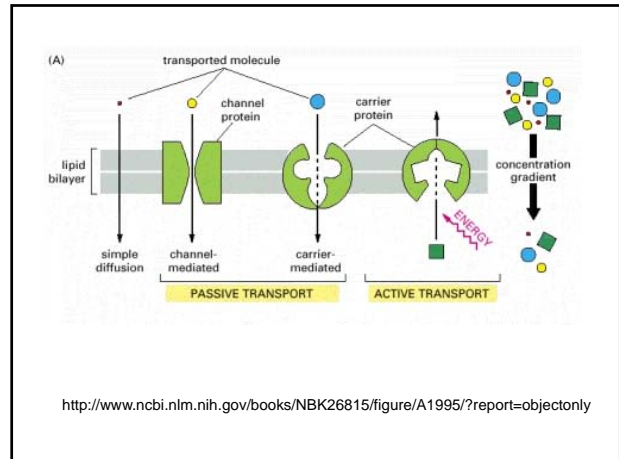 (A)
transported molecule
channel
protein
carrier
protein
lipid
bilayer
concentration
gradient
ENERGY
simple
diffusion
channel-
mediated
carrier-
mediated
PASSIVE TRANSPORT
ACTIVE TRANSPORT
http://www.ncbi.nlm.nih.gov/books/NBK26815/figure/A1995/?report=objectonly